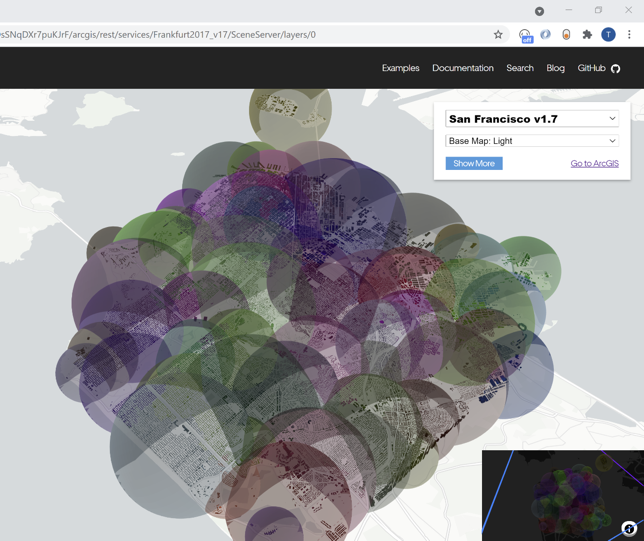 sSNqDXr7puKJrF/arcgis/rest/services/Frankfurt2017_v17/SceneServer/layers/0
off
T
Examples Documentation Search Blog GitHub
San Francisco v1.7
Base Map: Light
Show More Go to ArcGIS